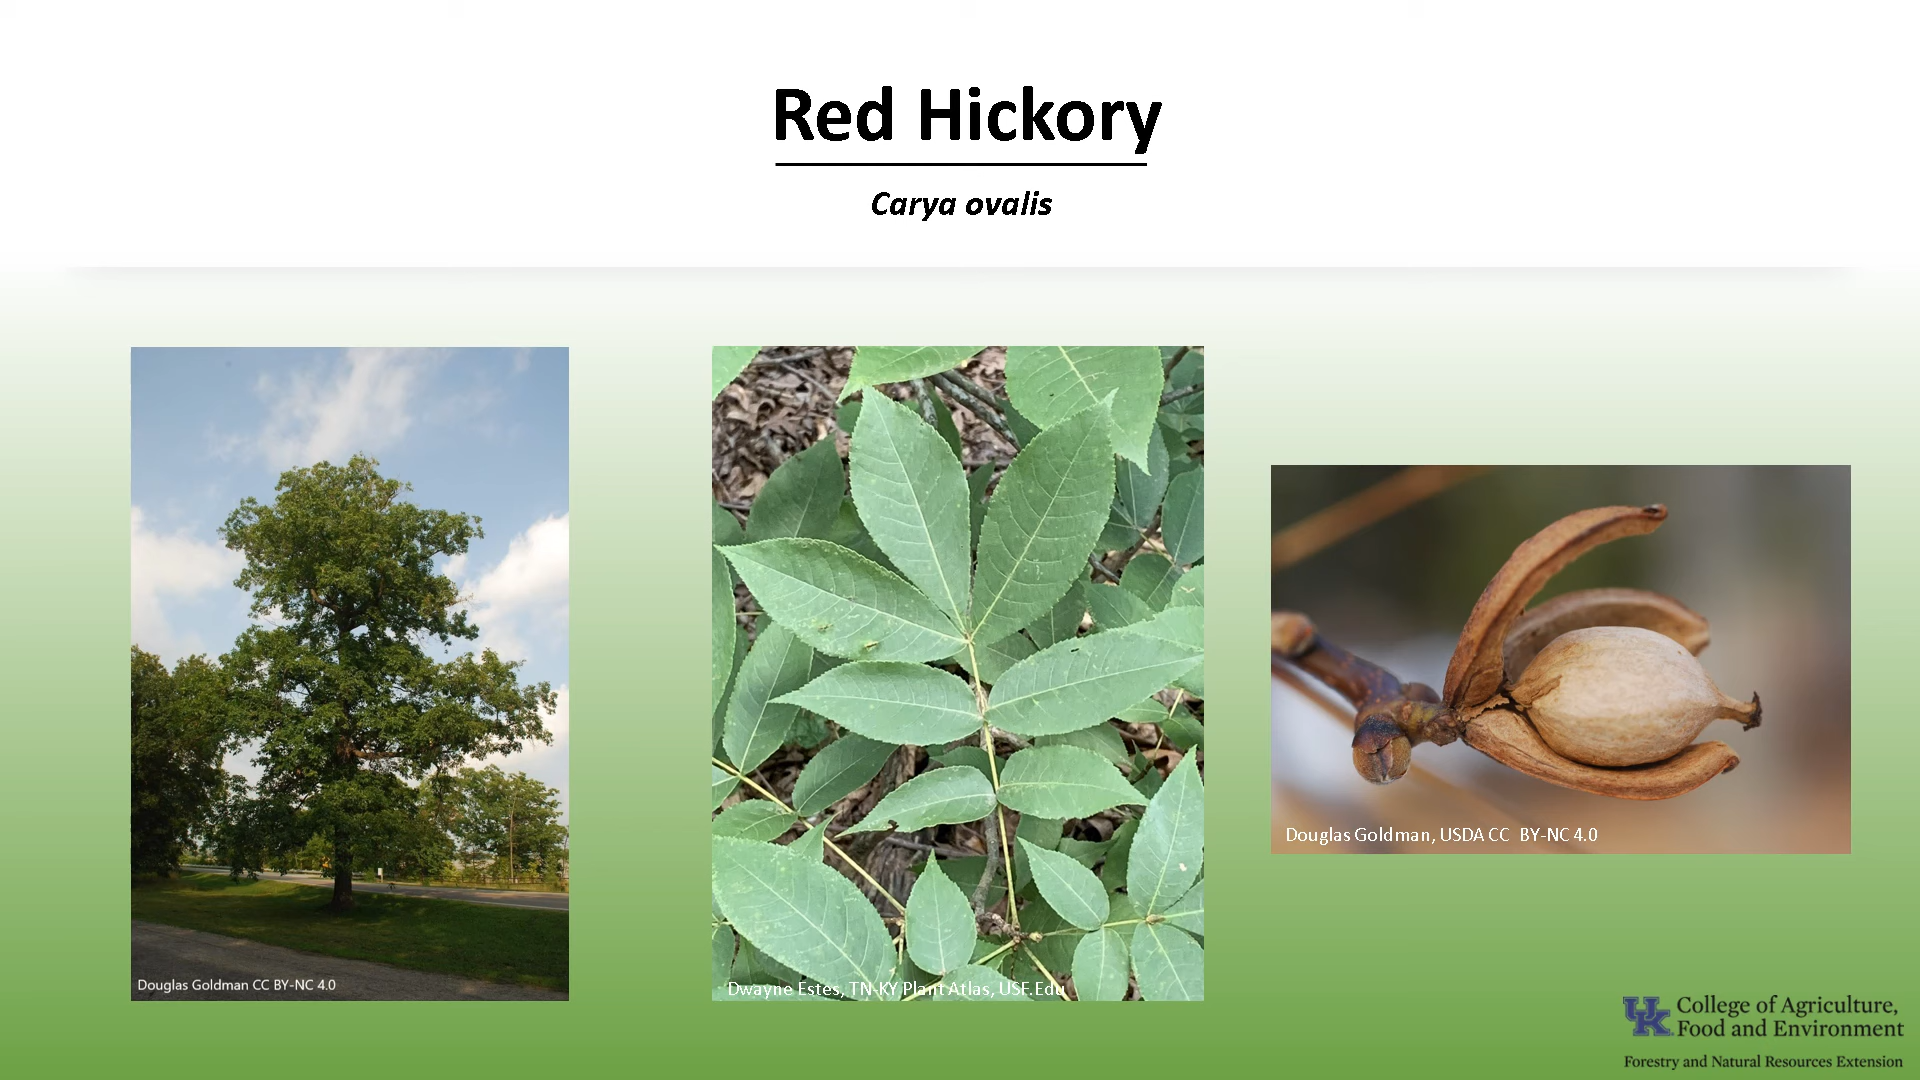 Red Hickory
Carya ovalis
Douglas Goldman CC BY-NC 4.0
Dwayne Estes, TN-KY Plant Atlas, USF.Edu
Douglas Goldman, USDA CC  BY-NC 4.0
UK
College of Agriculture,
Food and Environment
Forestry and Natural Resources Extension